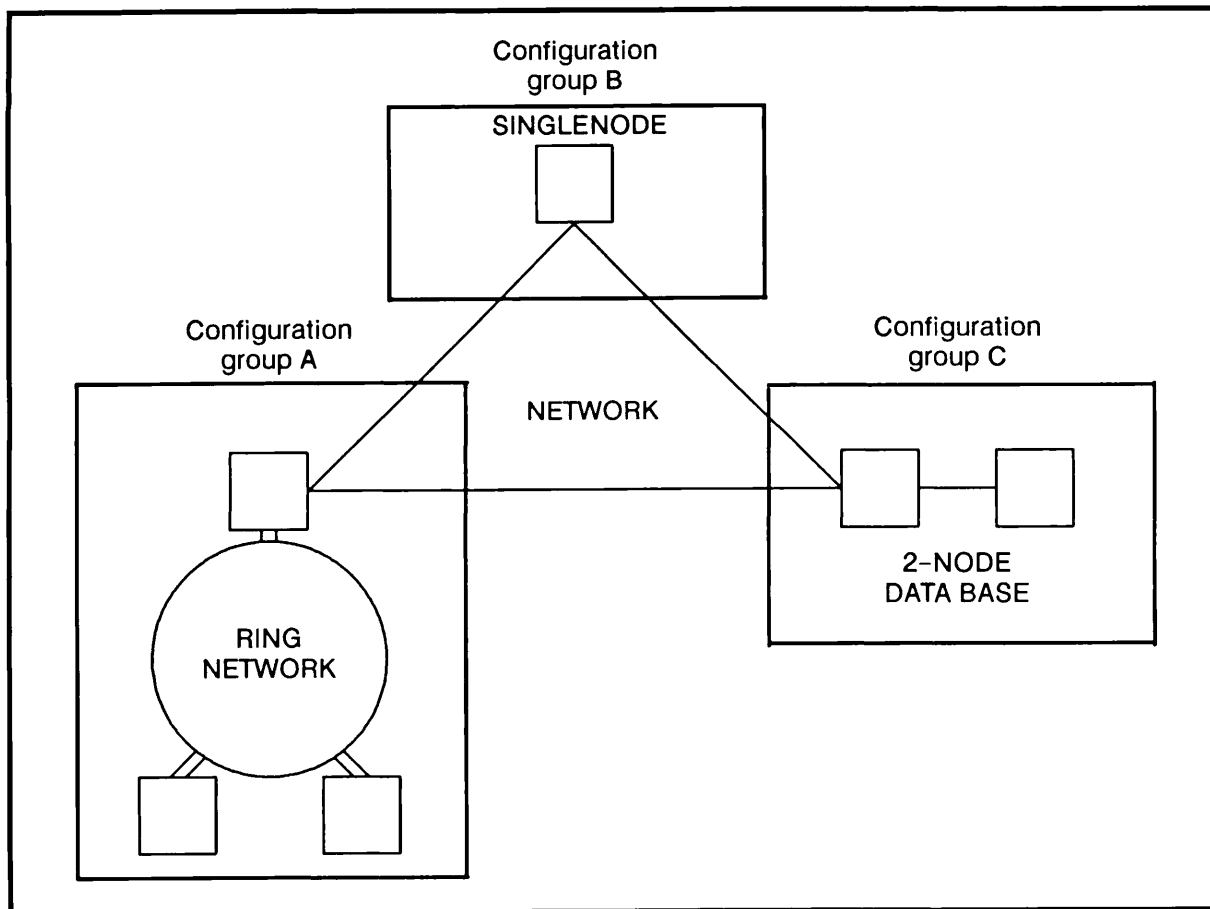 Configuration
group B
SINGLENODE
Configuration
group A
Configuration
group C
NETWORK
2-NODE
DATA BASE
RING
NETWORK